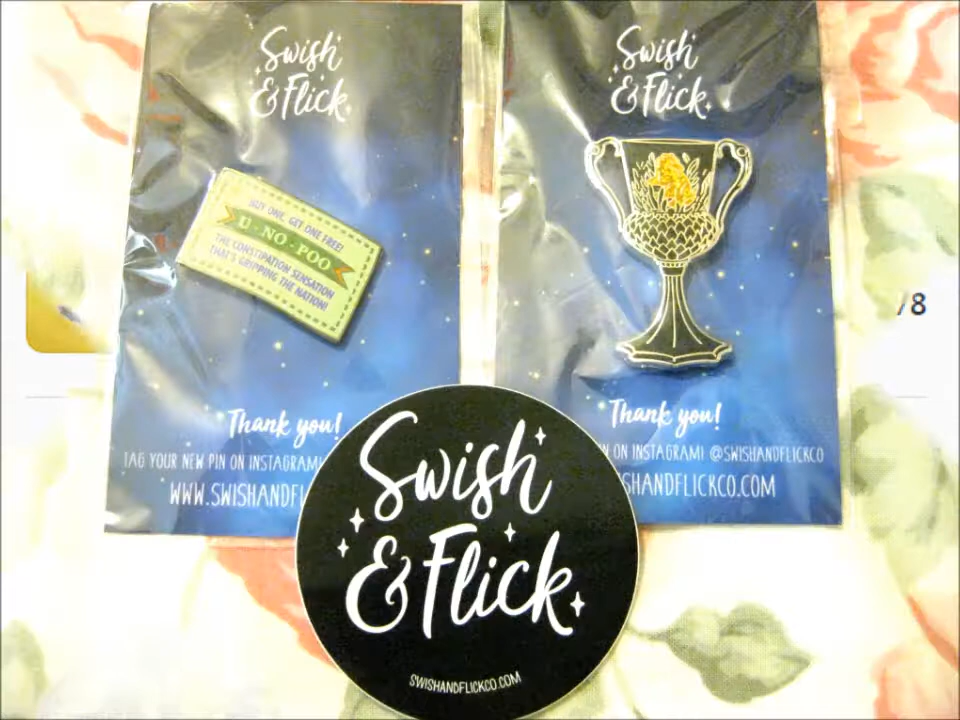 Swish
& Flick
BUY ONE, GET ONE FREE!
U-NO-POO
THE CONSTIPATION SENSATION
THAT'S GRIPPING THE NATION!
Thank you!
TAG YOUR NEW PIN ON INSTAGRAM!
WWW.SWISHANDFL
Swish
& Flick
Thank you!
N ON INSTAGRAM! @SWISHANDFLICKCO
SHANDFLICKCO.COM
Swish
& Flick
SWISHANDFLICKCO.COM
/8